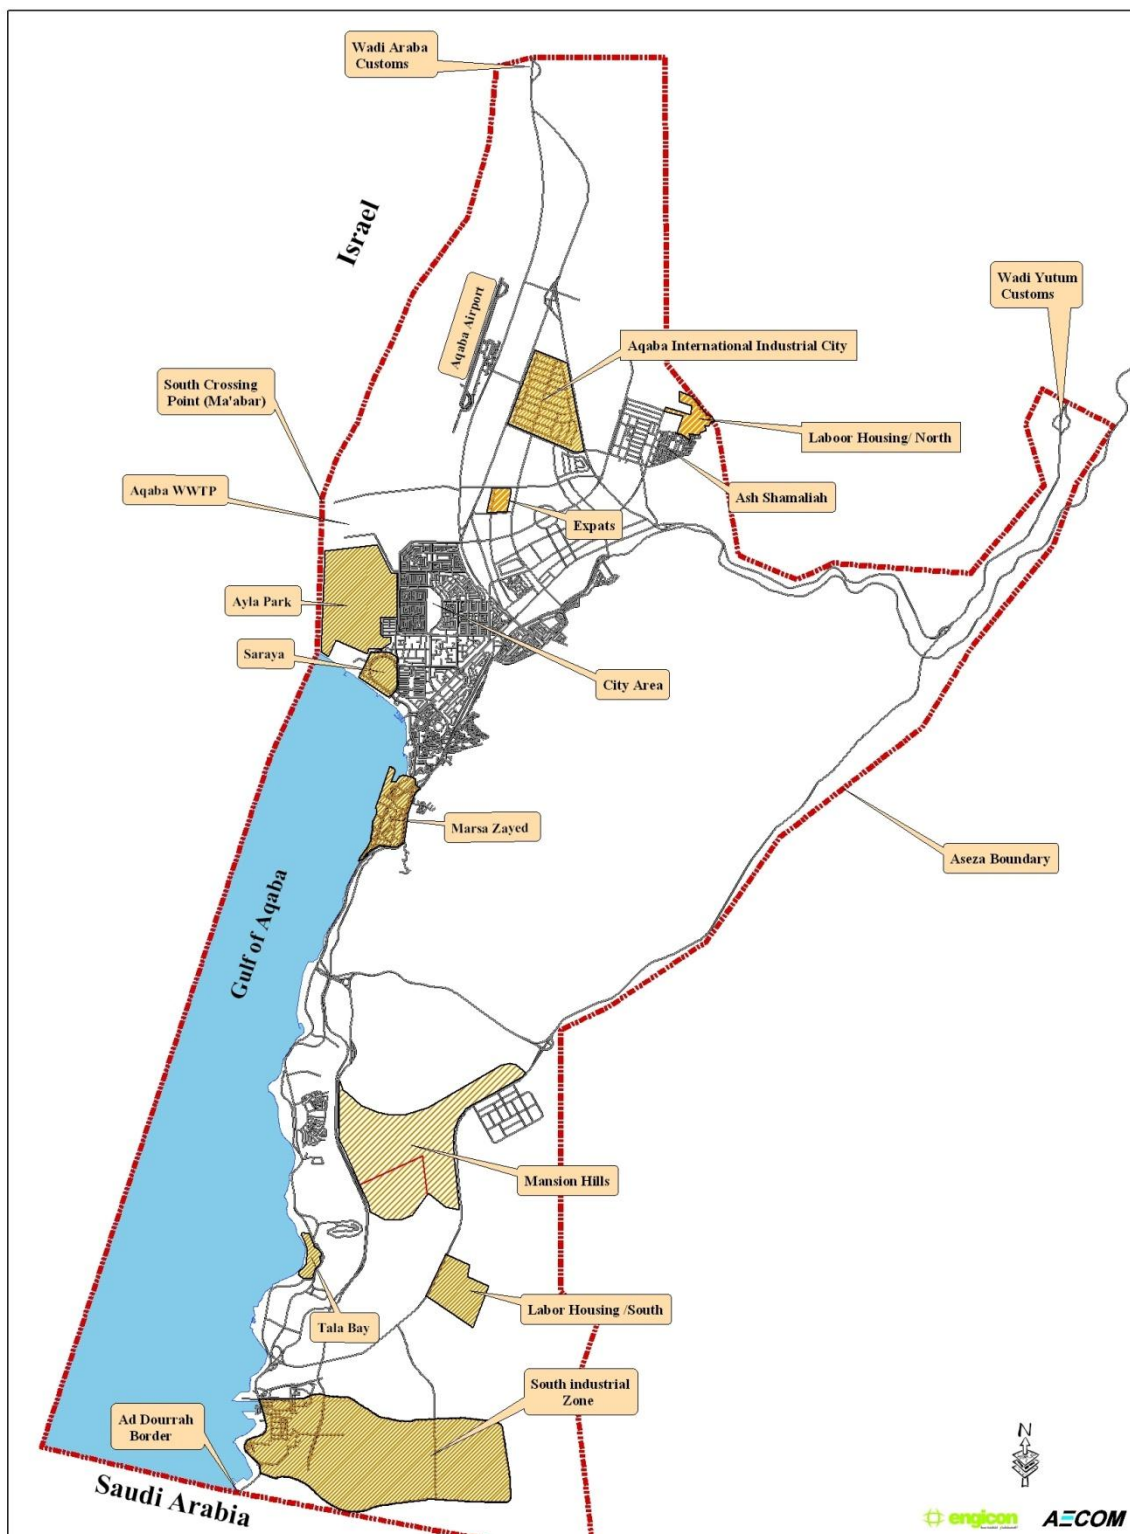 Wadi Araba
Customs
Israel
Wadi Yutum
Customs
Aqaba Airport
Aqaba International Industrial City
South Crossing
Point (Ma'abar)
Laboor Housing/ North
Aqaba WWTP
Ash Shamaliah
Expats
Ayla Park
Saraya
City Area
Marsa Zayed
Aseza Boundary
Gulf of Aqaba
Mansion Hills
Labor Housing /South
Tala Bay
South industrial
Zone
Ad Dourrah
Border
Saudi Arabia
N
engicon
AECOM